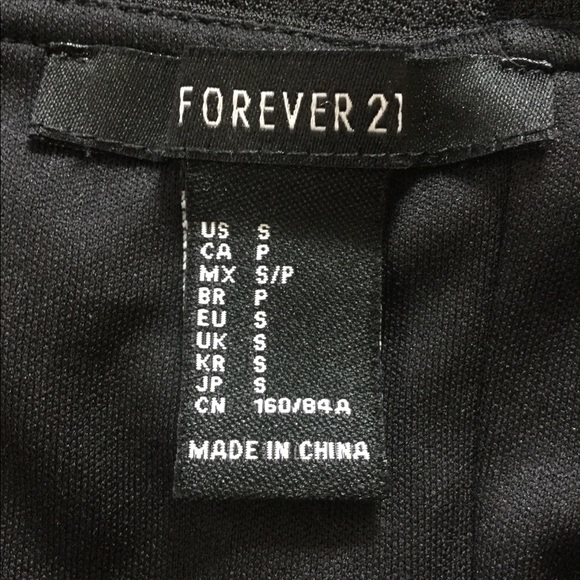 FOREVER 21
US S
CA P
MX S/P
BR P
EU S
UK S
KR S
JP S
CN 160/84A
MADE IN CHINA